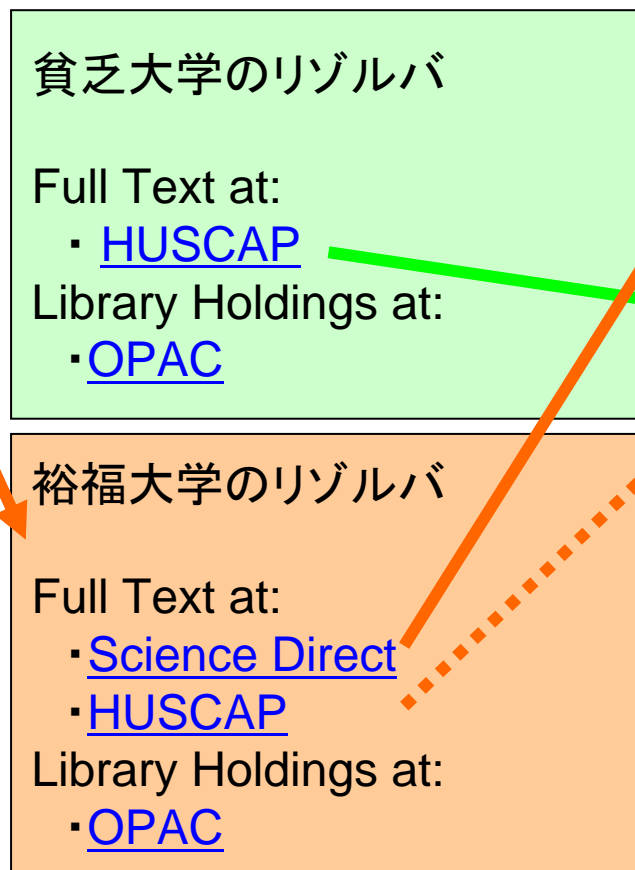 貧乏大学のリゾルバ
Full Text at:
・ HUSCAP
Library Holdings at:
・OPAC
裕福大学のリゾルバ
Full Text at:
・Science Direct
・HUSCAP
Library Holdings at:
・OPAC